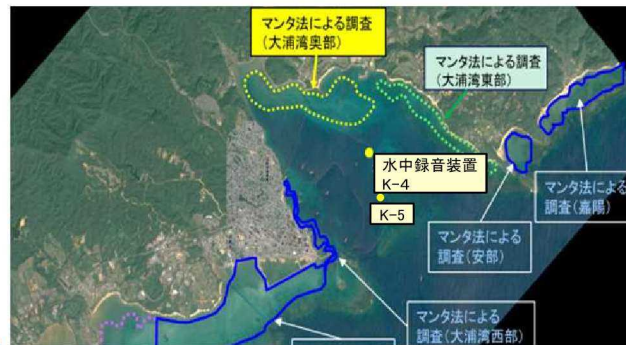 マンタ法による調査
(大浦湾奥部)
マンタ法による調査
(大浦湾東部)
水中録音装置
K-4
K-5
マンタ法による
調査(嘉陽)
マンタ法による
調査(安部)
マンタ法による
調査(大浦湾西部)